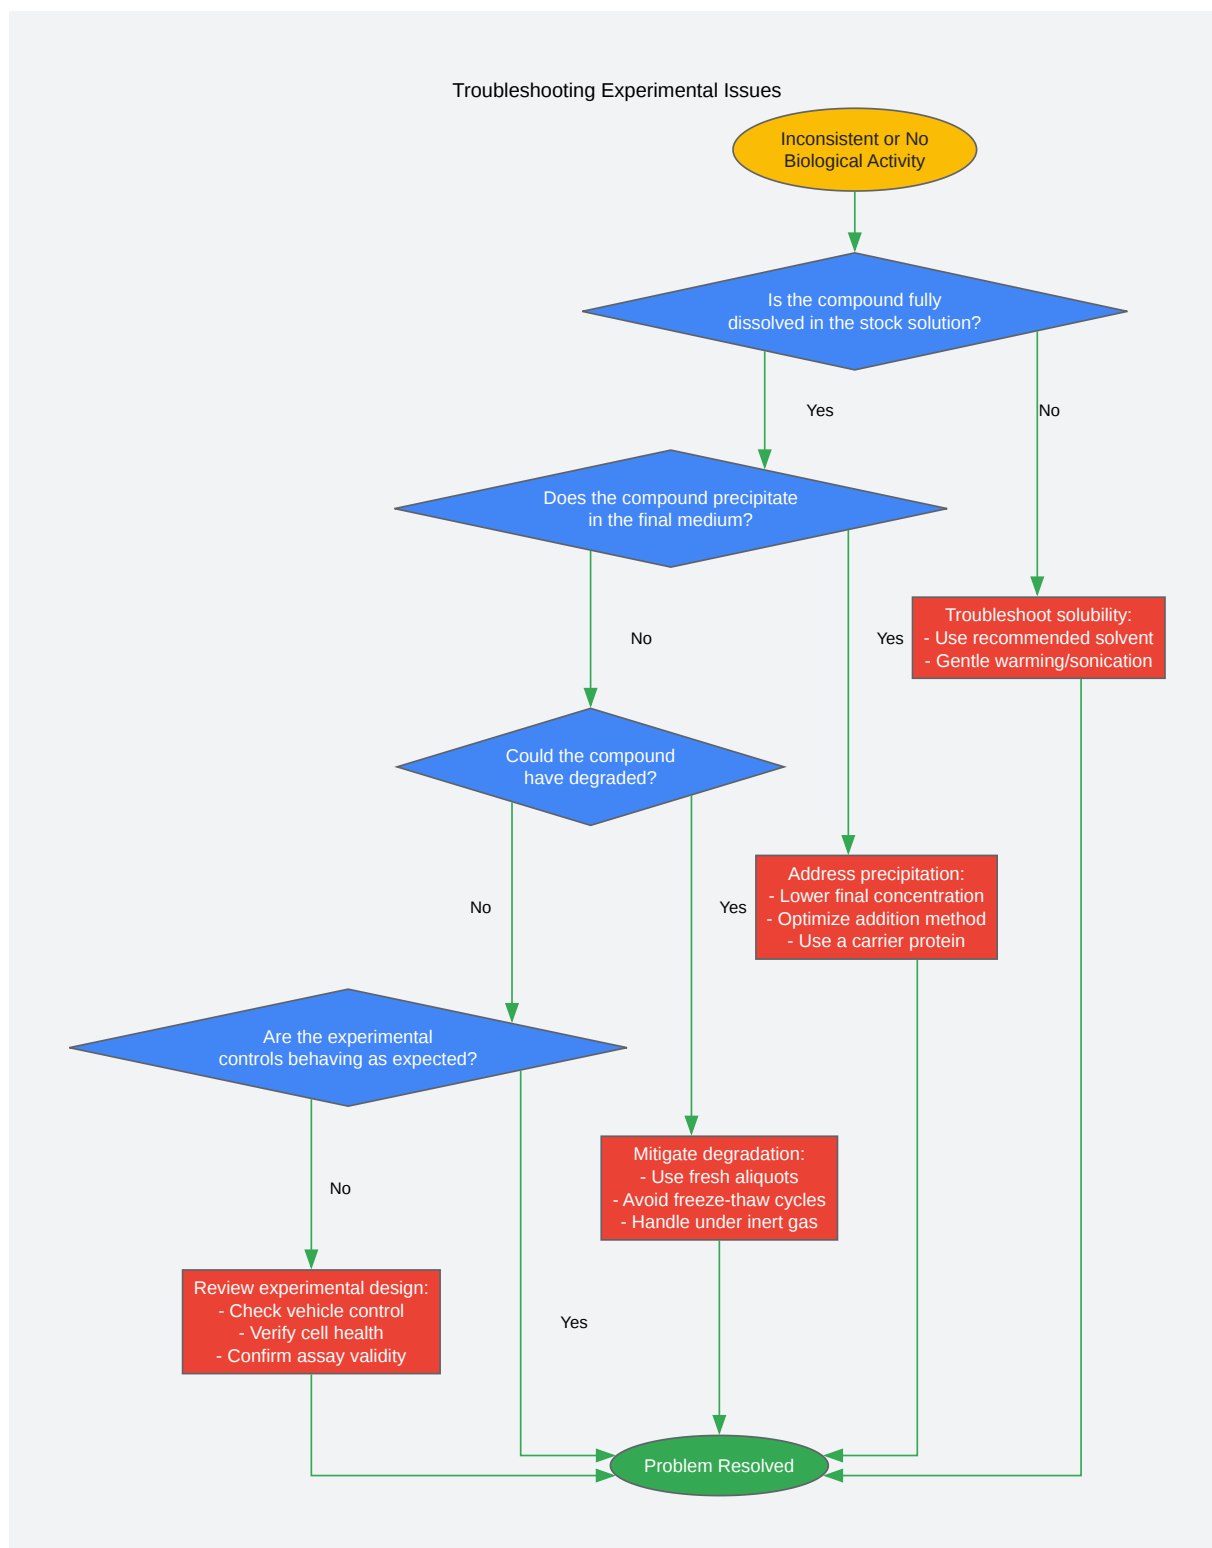 Troubleshooting Experimental Issues
Inconsistent or No
Biological Activity
Is the compound fully
dissolved in the stock solution?
Yes
No
Does the compound precipitate
in the final medium?
No
Yes
Troubleshoot solubility:
- Use recommended solvent
- Gentle warming/sonication
Could the compound
have degraded?
No
Yes
Address precipitation:
- Lower final concentration
- Optimize addition method
- Use a carrier protein
Are the experimental
controls behaving as expected?
No
Yes
Mitigate degradation:
- Use fresh aliquots
- Avoid freeze-thaw cycles
- Handle under inert gas
Review experimental design:
- Check vehicle control
- Verify cell health
- Confirm assay validity
Problem Resolved